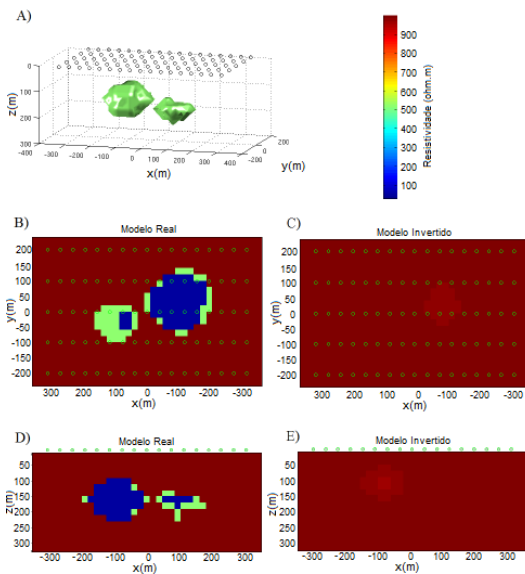 A)
0
100
200
300
z(m)
-400 -300 -200 -100 0 100 200 300 400
x(m)
200
0
-200
y(m)
900
800
700
600
500
400
300
200
100
Resistividade (ohm.m)
B)
Modelo Real
200
150
100
50
0
-50
-100
-150
-200
y(m)
300 200 100 0 -100 -200 -300
x(m)
C)
Modelo Invertido
200
150
100
50
0
-50
-100
-150
-200
y(m)
300 200 100 0 -100 -200 -300
x(m)
D)
Modelo Real
50
100
150
200
250
300
z(m)
-300 -200 -100 0 100 200 300
x(m)
E)
Modelo Invertido
50
100
150
200
250
300
z(m)
-300 -200 -100 0 100 200 300
x(m)